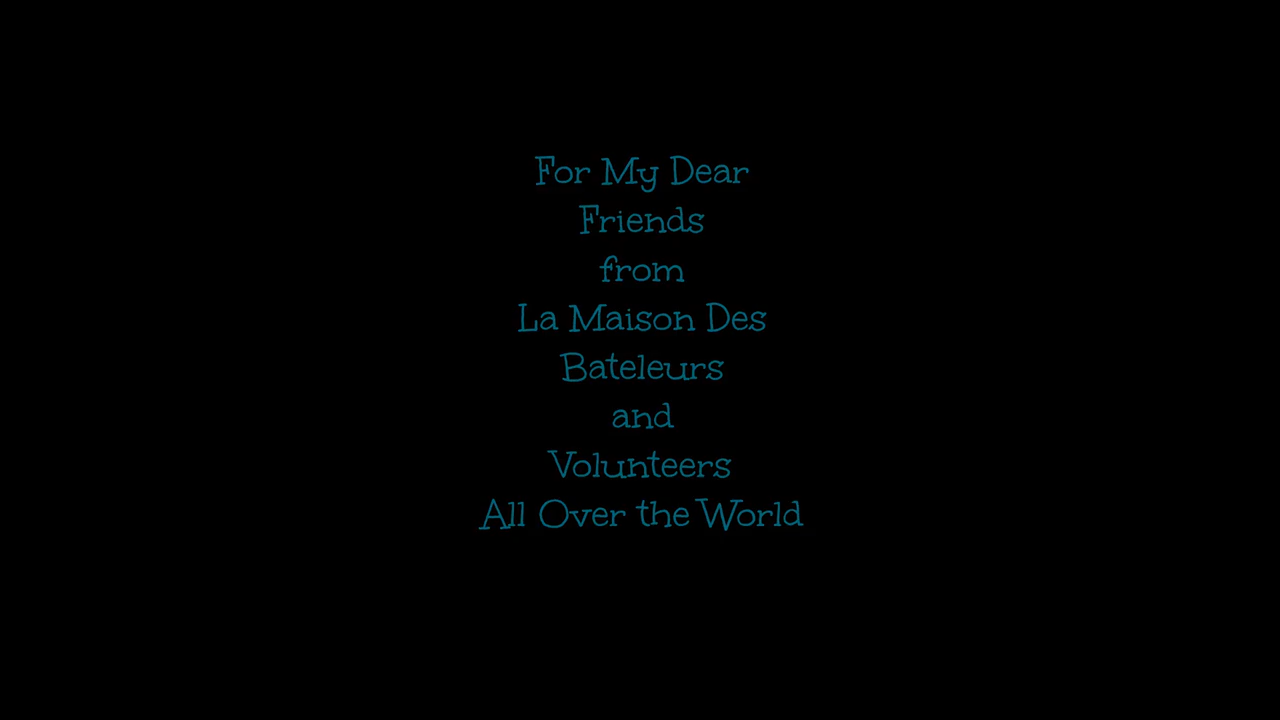 For My Dear
Friends
from
La Maison Des
Bateleurs
and
Volunteers
All Over the World